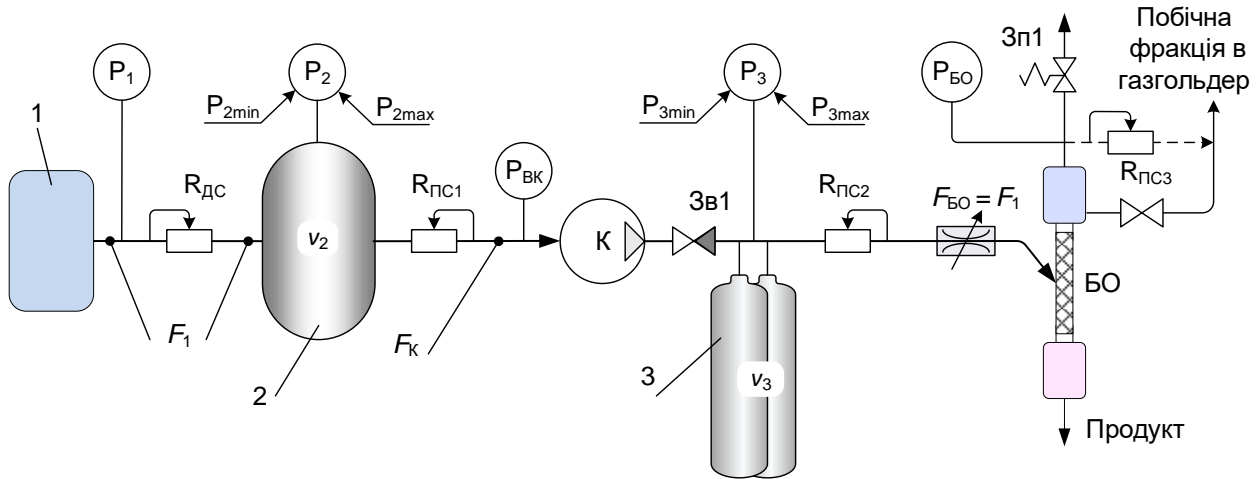 Побічна
фракція в
газгольдер
Зп1
P1
P2
P3
PБО
P2min
P2max
P3min
P3max
1
RДС
RПС1
PВК
Зв1
RПС2
FБО = F1
RПС3
v2
К
БО
F1
2
FК
3
v3
Продукт